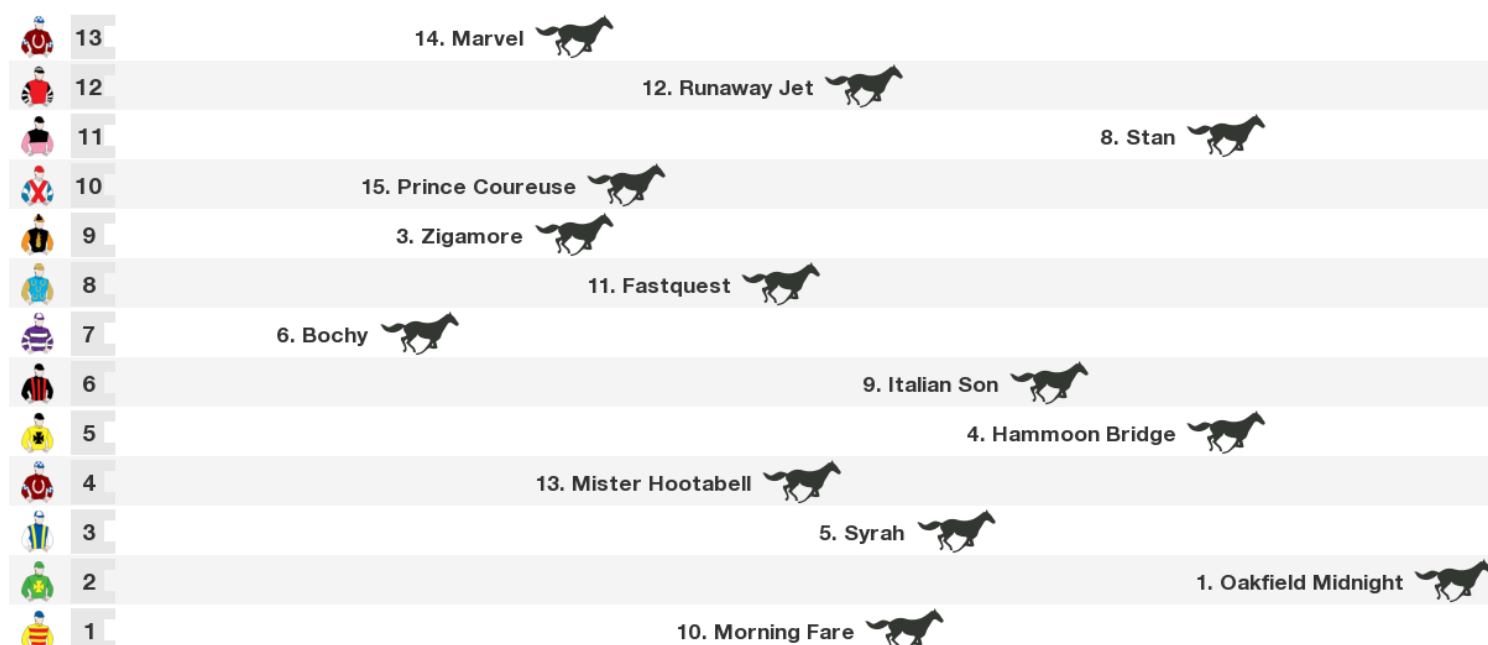 13 14. Marvel
12 12. Runaway Jet
11 8. Stan
10 15. Prince Coureuse
9 3. Zigamore
8 11. Fastquest
7 6. Bochy
6 9. Italian Son
5 4. Hammoon Bridge
4 13. Mister Hootabell
3 5. Syrah
2 1. Oakfield Midnight
1 10. Morning Fare